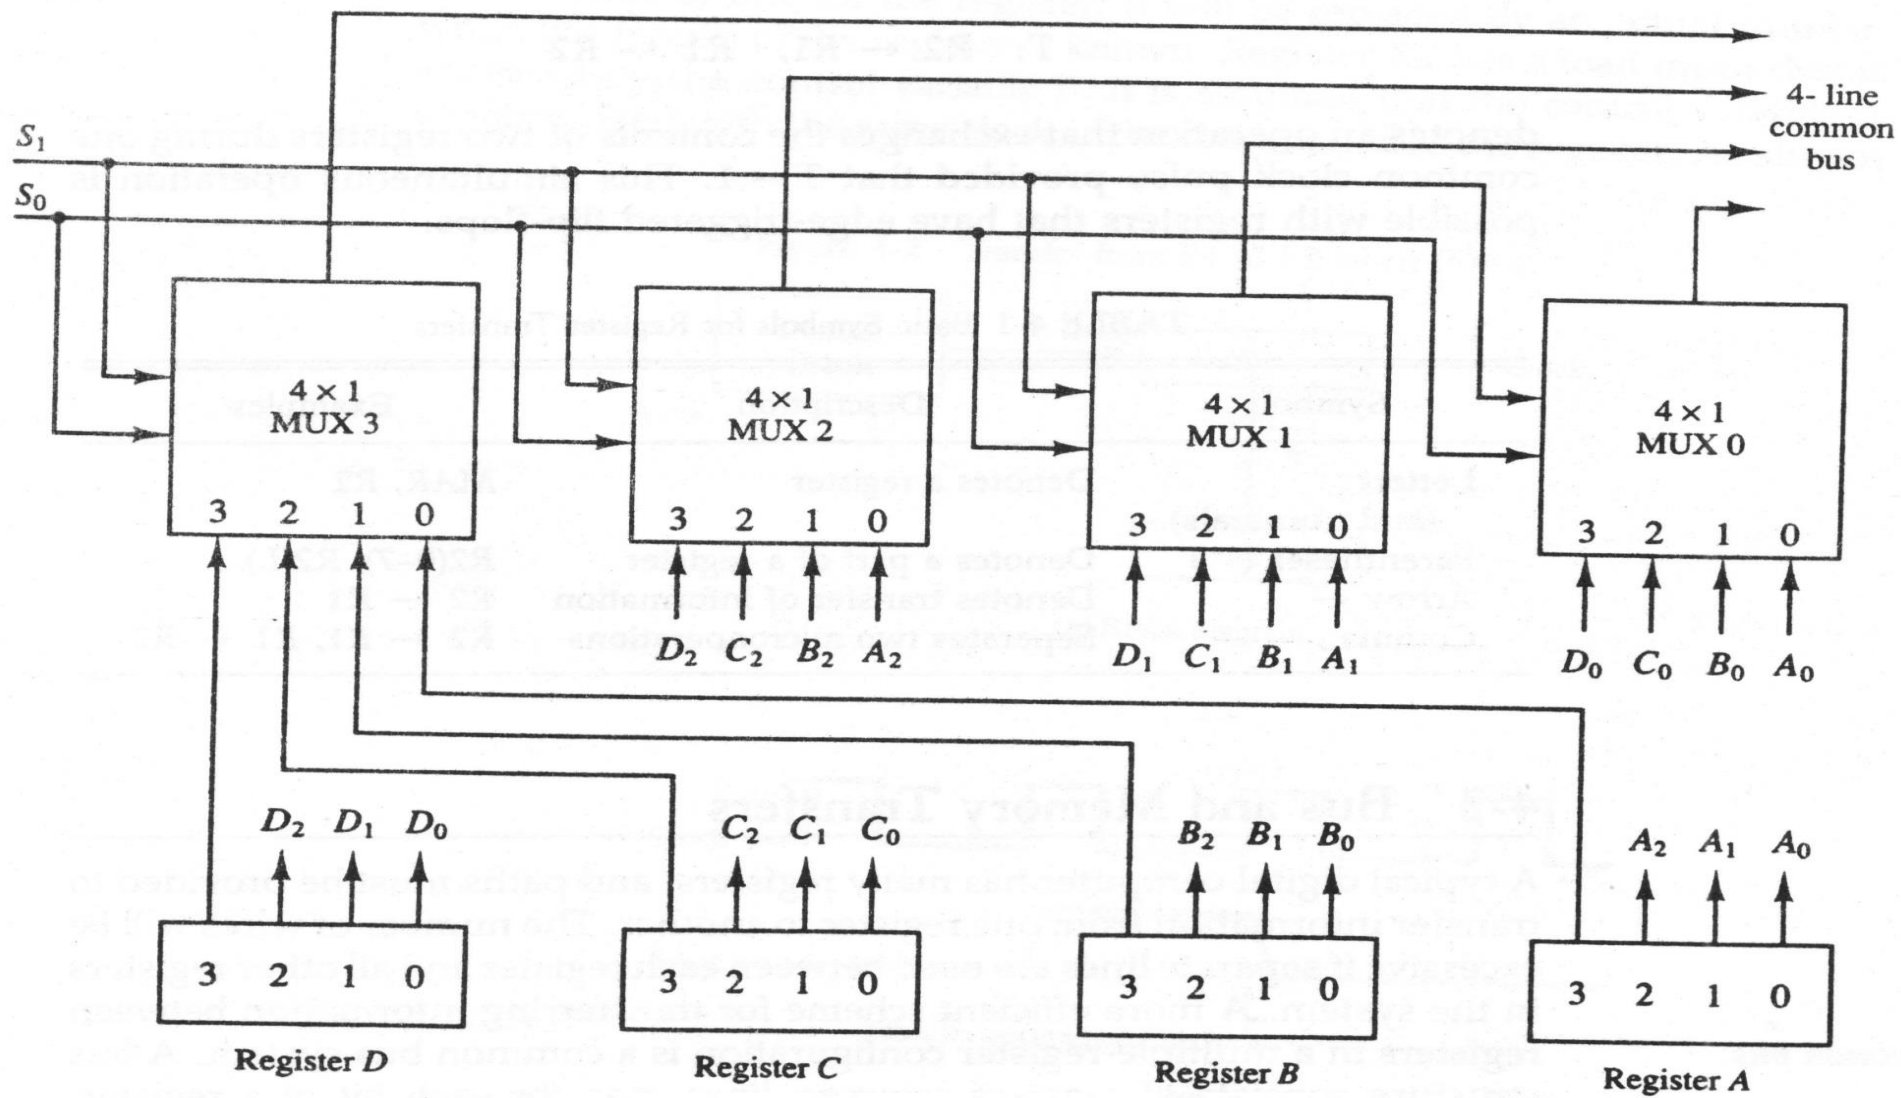 S₁
S₀
4- line
common
bus
4 × 1
MUX 3
3 2 1 0
4 × 1
MUX 2
3 2 1 0
4 × 1
MUX 1
3 2 1 0
4 × 1
MUX 0
3 2 1 0
D₂ C₂ B₂ A₂
D₁ C₁ B₁ A₁
D₀ C₀ B₀ A₀
D₂ D₁ D₀
C₂ C₁ C₀
B₂ B₁ B₀
A₂ A₁ A₀
3 2 1 0
3 2 1 0
3 2 1 0
3 2 1 0
Register D
Register C
Register B
Register A